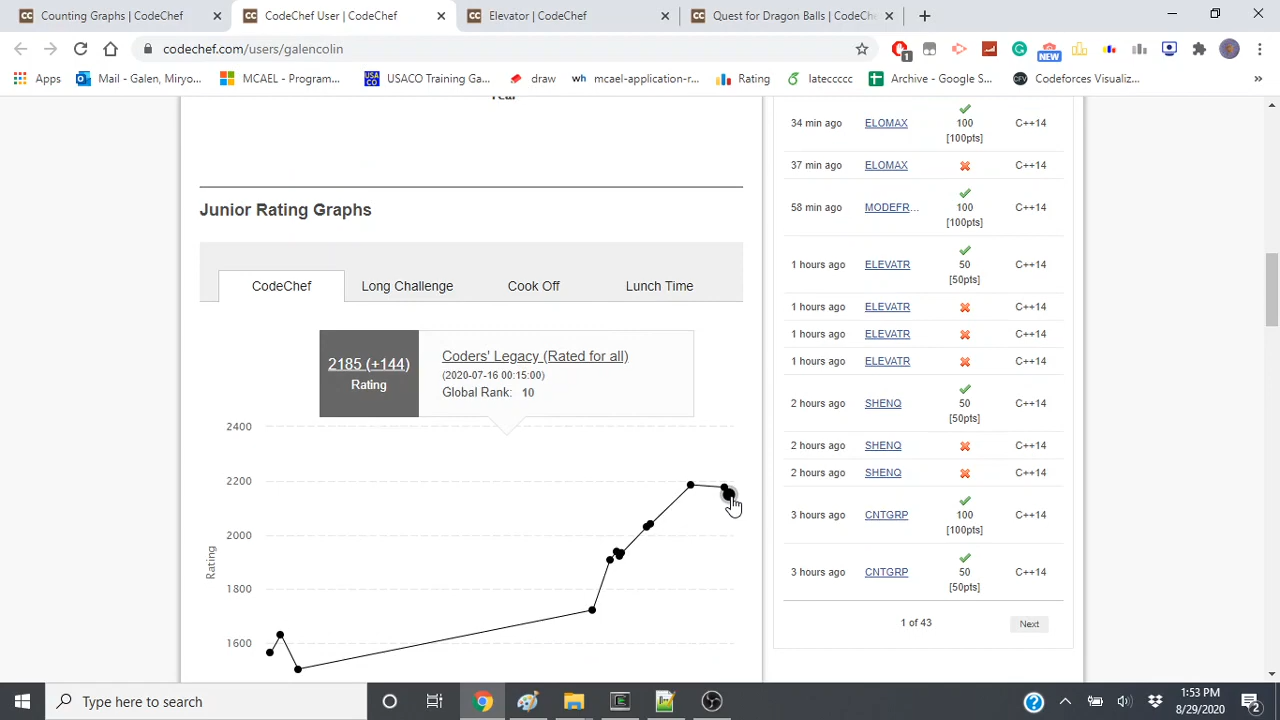 Counting Graphs | CodeChef
CodeChef User | CodeChef
Elevator | CodeChef
Quest for Dragon Balls | CodeChe
codechef.com/users/galencolin
1
NEW
Apps
Mail - Galen, Miryo...
MCAEL - Program...
USACO Training Ga...
draw
mcael-application-r...
Rating
lateccccc
Archive - Google S...
Codeforces Visualiz...
»
Year
Junior Rating Graphs
CodeChef
Long Challenge
Cook Off
Lunch Time
2185 (+144)
Rating
Coders' Legacy (Rated for all)
(2020-07-16 00:15:00)
Global Rank: 10
2400
2200
2000
1800
1600
Rating
34 min ago ELOMAX 100 [100pts] C++14
37 min ago ELOMAX C++14
58 min ago MODEFR... 100 [100pts] C++14
1 hours ago ELEVATR 50 [50pts] C++14
1 hours ago ELEVATR C++14
1 hours ago ELEVATR C++14
1 hours ago ELEVATR C++14
2 hours ago SHENQ 50 [50pts] C++14
2 hours ago SHENQ C++14
2 hours ago SHENQ C++14
3 hours ago CNTGRP 100 [100pts] C++14
3 hours ago CNTGRP 50 [50pts] C++14
1 of 43
Next
Type here to search
1:53 PM
8/29/2020
2